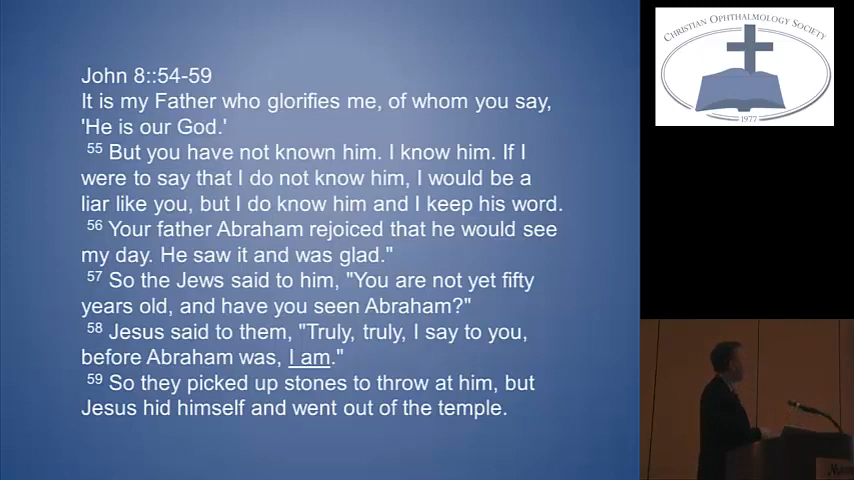 John 8::54-59
It is my Father who glorifies me, of whom you say,
'He is our God.'
55 But you have not known him. I know him. If I
were to say that I do not know him, I would be a
liar like you, but I do know him and I keep his word.
56 Your father Abraham rejoiced that he would see
my day. He saw it and was glad."
57 So the Jews said to him, "You are not yet fifty
years old, and have you seen Abraham?"
58 Jesus said to them, "Truly, truly, I say to you,
before Abraham was, I am."
59 So they picked up stones to throw at him, but
Jesus hid himself and went out of the temple.
CHRISTIAN OPHTHALMOLOGY SOCIETY
1977